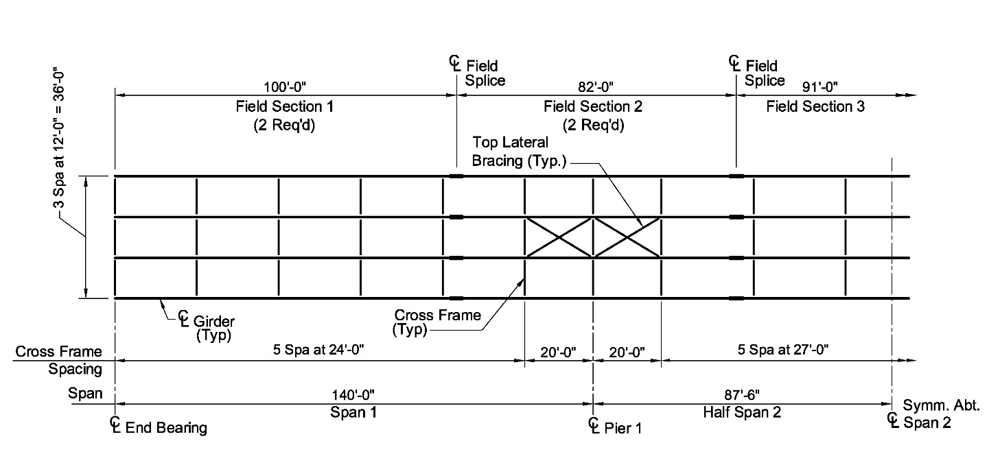 ℄ Field
Splice
℄ Field
Splice
100'-0"
82'-0"
91'-0"
Field Section 1
(2 Req'd)
Field Section 2
(2 Req'd)
Field Section 3
3 Spa at 12'-0" = 36'-0"
Top Lateral
Bracing (Typ.)
℄ Girder
(Typ)
Cross Frame
(Typ)
Cross Frame
Spacing
5 Spa at 24'-0"
20'-0"
20'-0"
5 Spa at 27'-0"
Span
140'-0"
Span 1
87'-6"
Half Span 2
℄ End Bearing
℄ Pier 1
Symm. Abt.
℄ Span 2